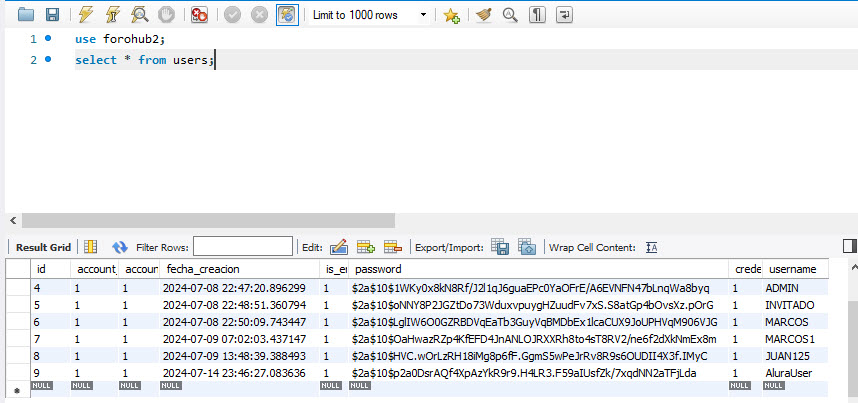 Limit to 1000 rows
1 use forohub2;
2 select * from users;
Result Grid Filter Rows: Edit: Export/Import: Wrap Cell Content:
id account_ accour fecha_creacion is_er password crede username
4 1 1 2024-07-08 22:47:20.896299 1 $2a$10$1WKy0x8kN8Rf/J2l1qJ6guaEPc0YaOFrE/A6EVNFN47bLnqWa8byq 1 ADMIN
5 1 1 2024-07-08 22:48:51.360794 1 $2a$10$oNNY8P2JGZtDo73WduxvpuygHZuudFv7xS.S8atGp4bOvsXz.pOrG 1 INVITADO
6 1 1 2024-07-08 22:50:09.743447 1 $2a$10$LglIW6O0GZRBDVqEaTb3GuyVqBMDbEx1lcaCUX9JoUPHVqM906VJG 1 MARCOS
7 1 1 2024-07-09 07:02:03.437147 1 $2a$10$OaHwazRZp4KfEFD4JnANLOJRXXRh8to4sT8RV2/ne6f2dXkNmEx8m 1 MARCOS1
8 1 1 2024-07-09 13:48:39.388493 1 $2a$10$HVC.wOrLzRH18iMg8p6fF.GgmS5wPeJrRv8R9s6OUDII4X3f.IMyC 1 JUAN125
9 1 1 2024-07-14 23:46:27.083636 1 $2a$10$p2a0DsrAQf4XpAzYkR9r9.H4LR3.F59aIUsfZk/7xqdNN2aTFjLda 1 AluraUser
NULL NULL NULL NULL NULL NULL NULL NULL